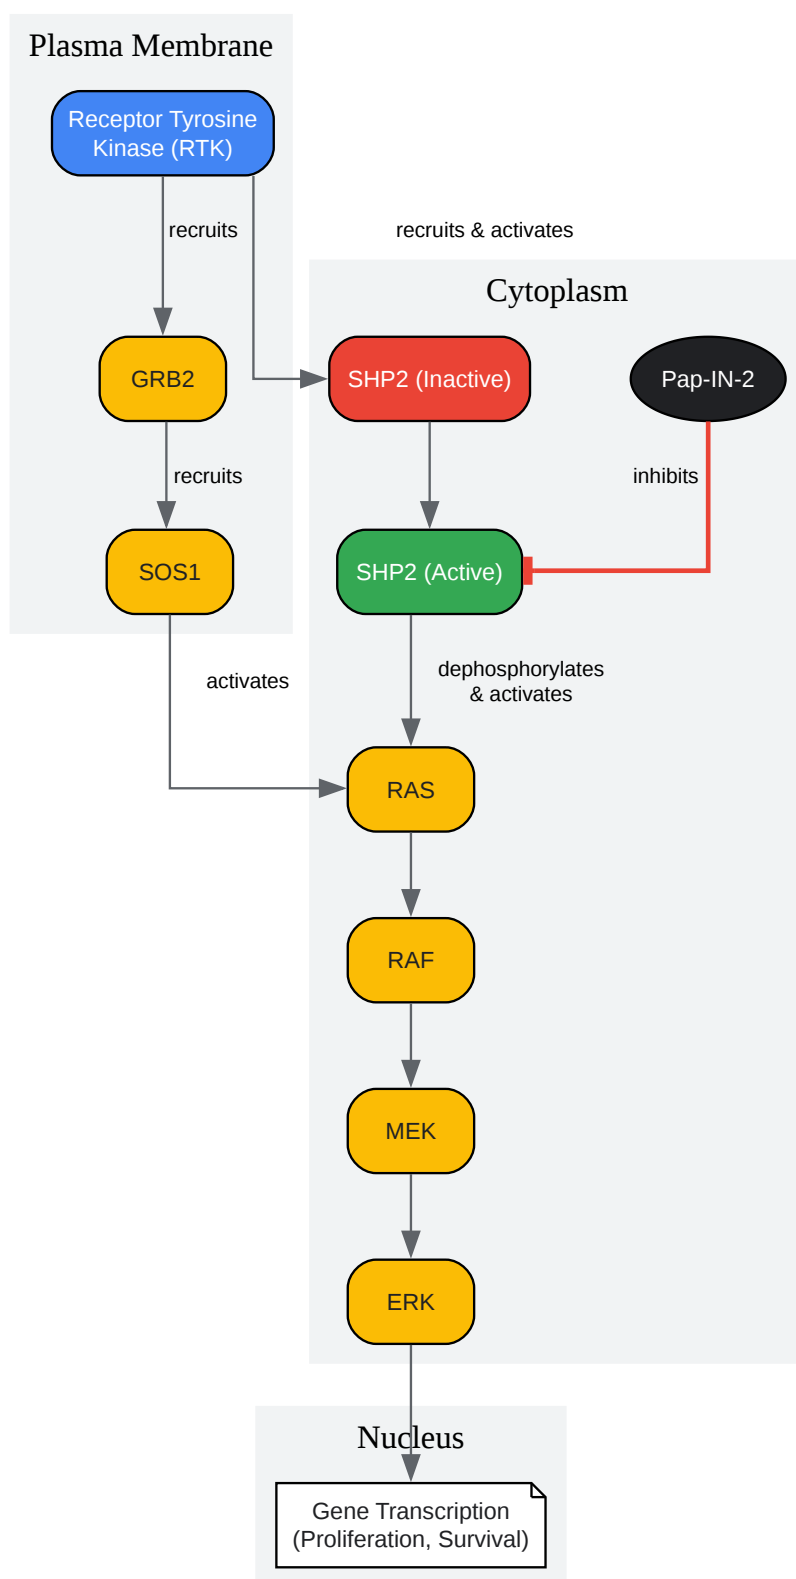 Plasma Membrane
Receptor Tyrosine
Kinase (RTK)
recruits
recruits & activates
Cytoplasm
GRB2
SHP2 (Inactive)
Pap-IN-2
recruits
inhibits
SOS1
SHP2 (Active)
activates
dephosphorylates
& activates
RAS
RAF
MEK
ERK
Nucleus
Gene Transcription
(Proliferation, Survival)